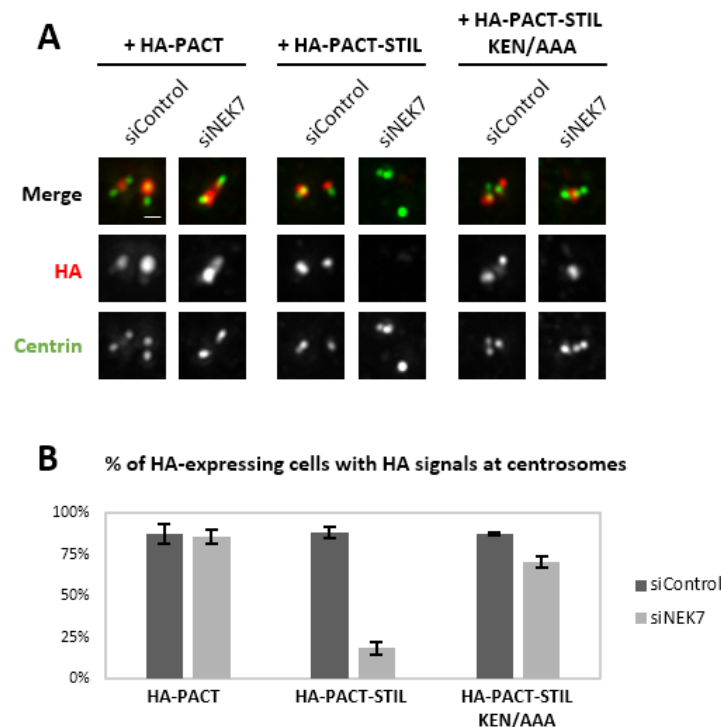 A
+ HA-PACT
+ HA-PACT-STIL
+ HA-PACT-STIL
KEN/AAA
siControl
siNEK7
siControl
siNEK7
siControl
siNEK7
Merge
HA
Centrin
B
% of HA-expressing cells with HA signals at centrosomes
100%
75%
50%
25%
0%
HA-PACT
HA-PACT-STIL
HA-PACT-STIL
KEN/AAA
siControl
siNEK7